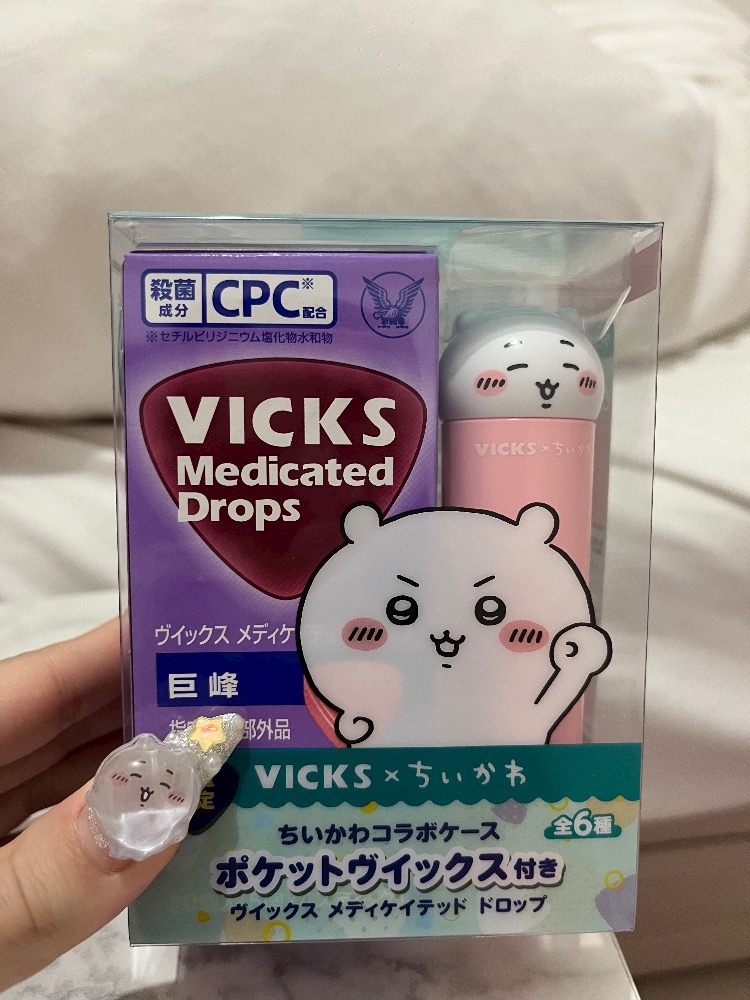 殺菌
成分
CPC※
配合
※セチルピリジニウム塩化物水和物
VICKS
Medicated
Drops
ヴイックス メディケ
巨峰
部外品
VICKS×ちいか
VICKS×ちいかわ
ちいかわコラボケース
全6種
ポケットヴイックス付き
ヴイックス メディケイテッド ドロップ